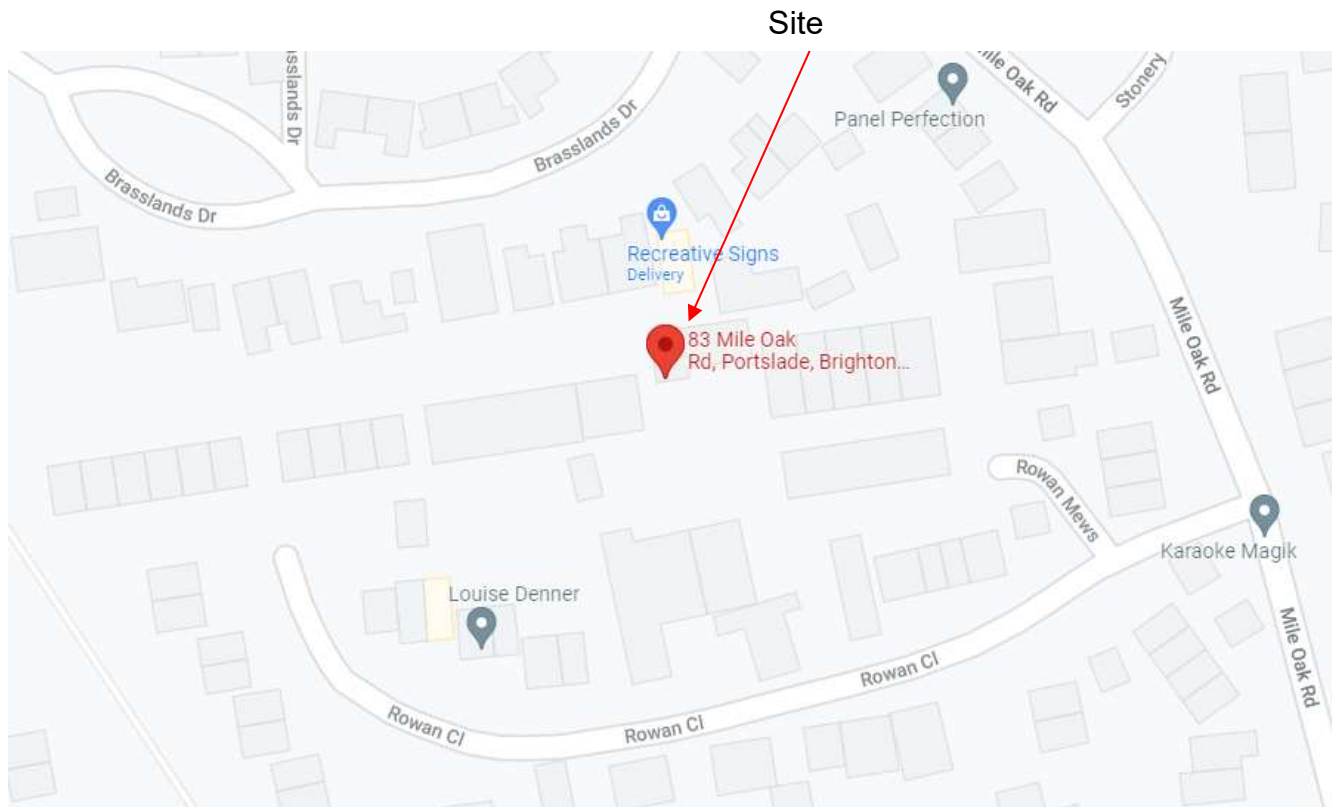 Site
Mile Oak Rd
Stonery
Panel Perfection
Brasslands Dr
Brasslands Dr
Brasslands Dr
Recreative Signs
Delivery
83 Mile Oak
Rd, Portslade, Brighton...
Mile Oak Rd
Rowan Mews
Karaoke Magik
Louise Denner
Mile Oak Rd
Rowan Cl
Rowan Cl
Rowan Cl